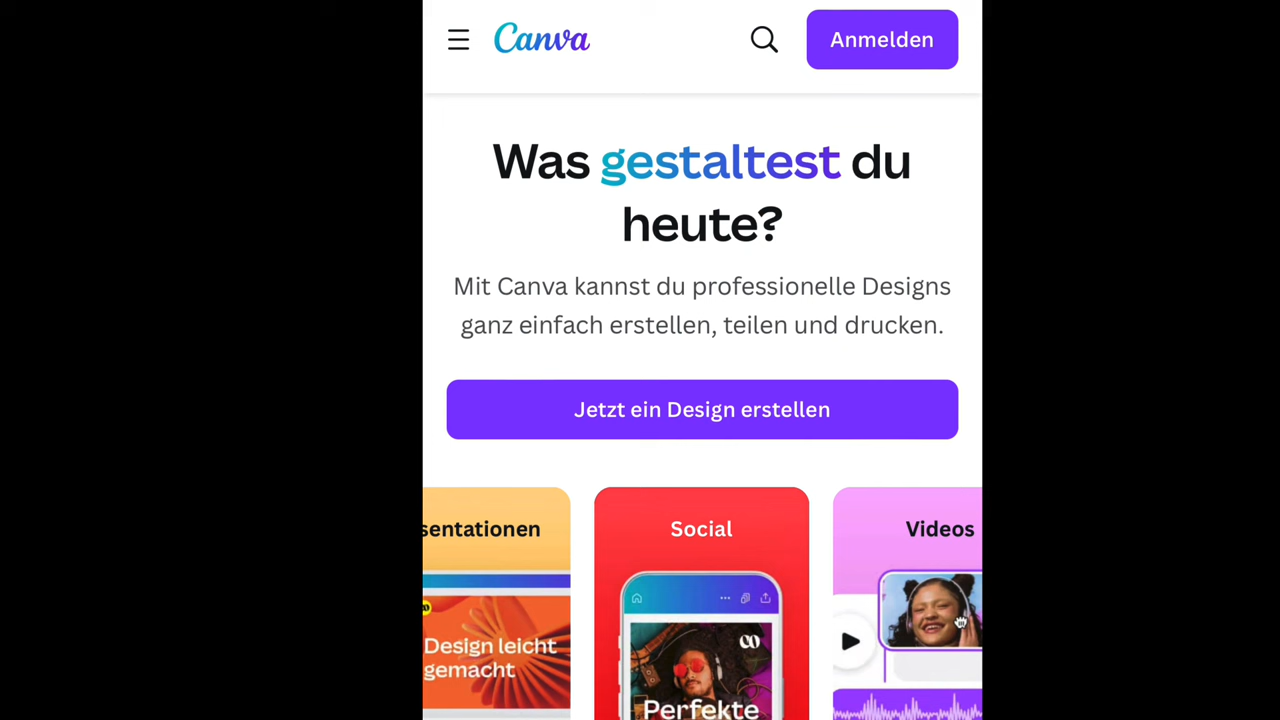 Canva
Anmelden
Was gestaltest du
heute?
Mit Canva kannst du professionelle Designs
ganz einfach erstellen, teilen und drucken.
Jetzt ein Design erstellen
sentationen
Social
Videos
Design leicht
gemacht
Perfekte